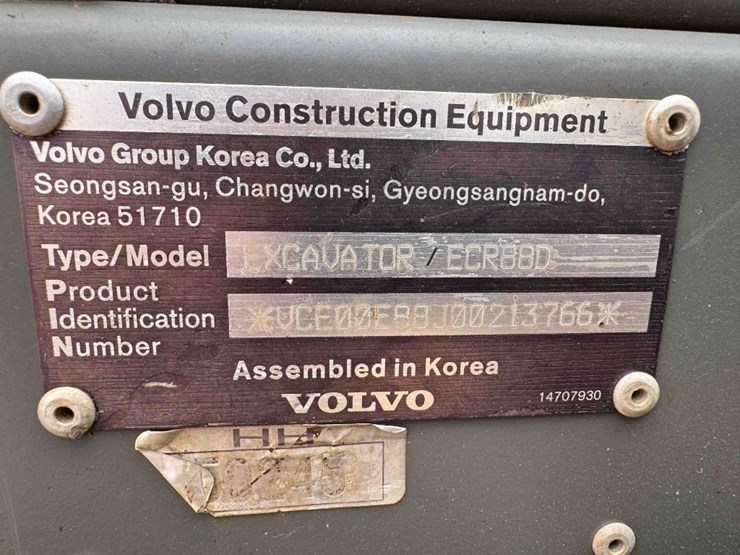 Volvo Construction Equipment
Volvo Group Korea Co., Ltd.
Seongsan-gu, Changwon-si, Gyeongsangnam-do,
Korea 51710
Type/Model EXCAVATOR / ECR88D
Product
Identification *VCE00E88J00213766*
Number
Assembled in Korea
VOLVO 14707930